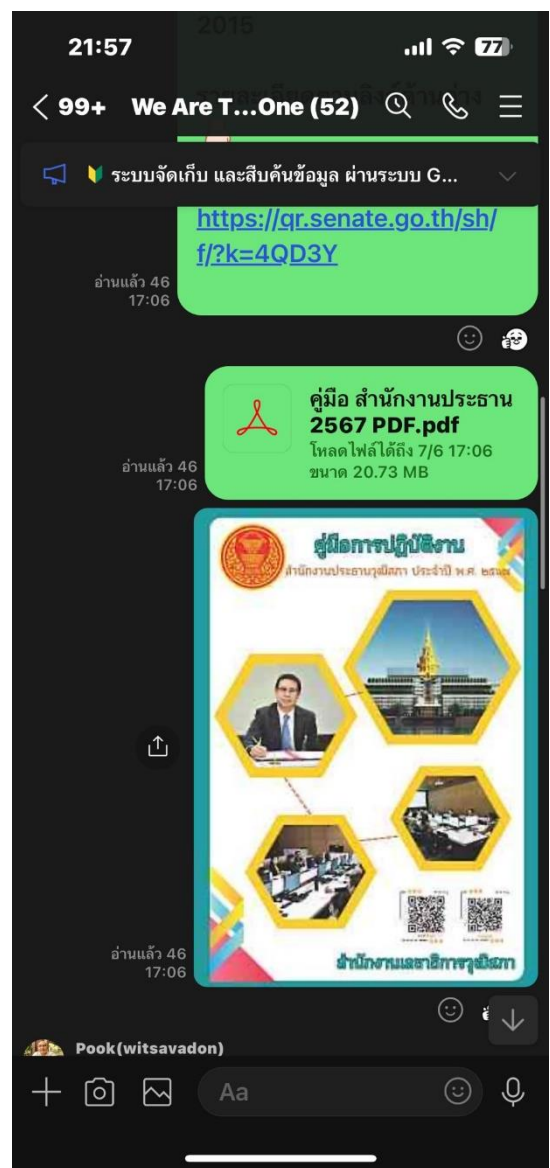 2015
21:57
77
99+ We Are T...One (52)
🔰 ระบบจัดเก็บ และสืบค้นข้อมูล ผ่านระบบ G...
https://qr.senate.go.th/sh/
f/?k=4QD3Y
อ่านแล้ว 46
17:06
คู่มือ สำนักงานประธาน
2567 PDF.pdf
โหลดไฟล์ได้ถึง 7/6 17:06
ขนาด 20.73 MB
อ่านแล้ว 46
17:06
คู่มือการปฏิบัติงาน
สำนักงานประธานวุฒิสภา ประจำปี พ.ศ. ๒๕๖๗
สำนักงานเลขาธิการวุฒิสภา
อ่านแล้ว 46
17:06
Pook(witsavadon)
Aa